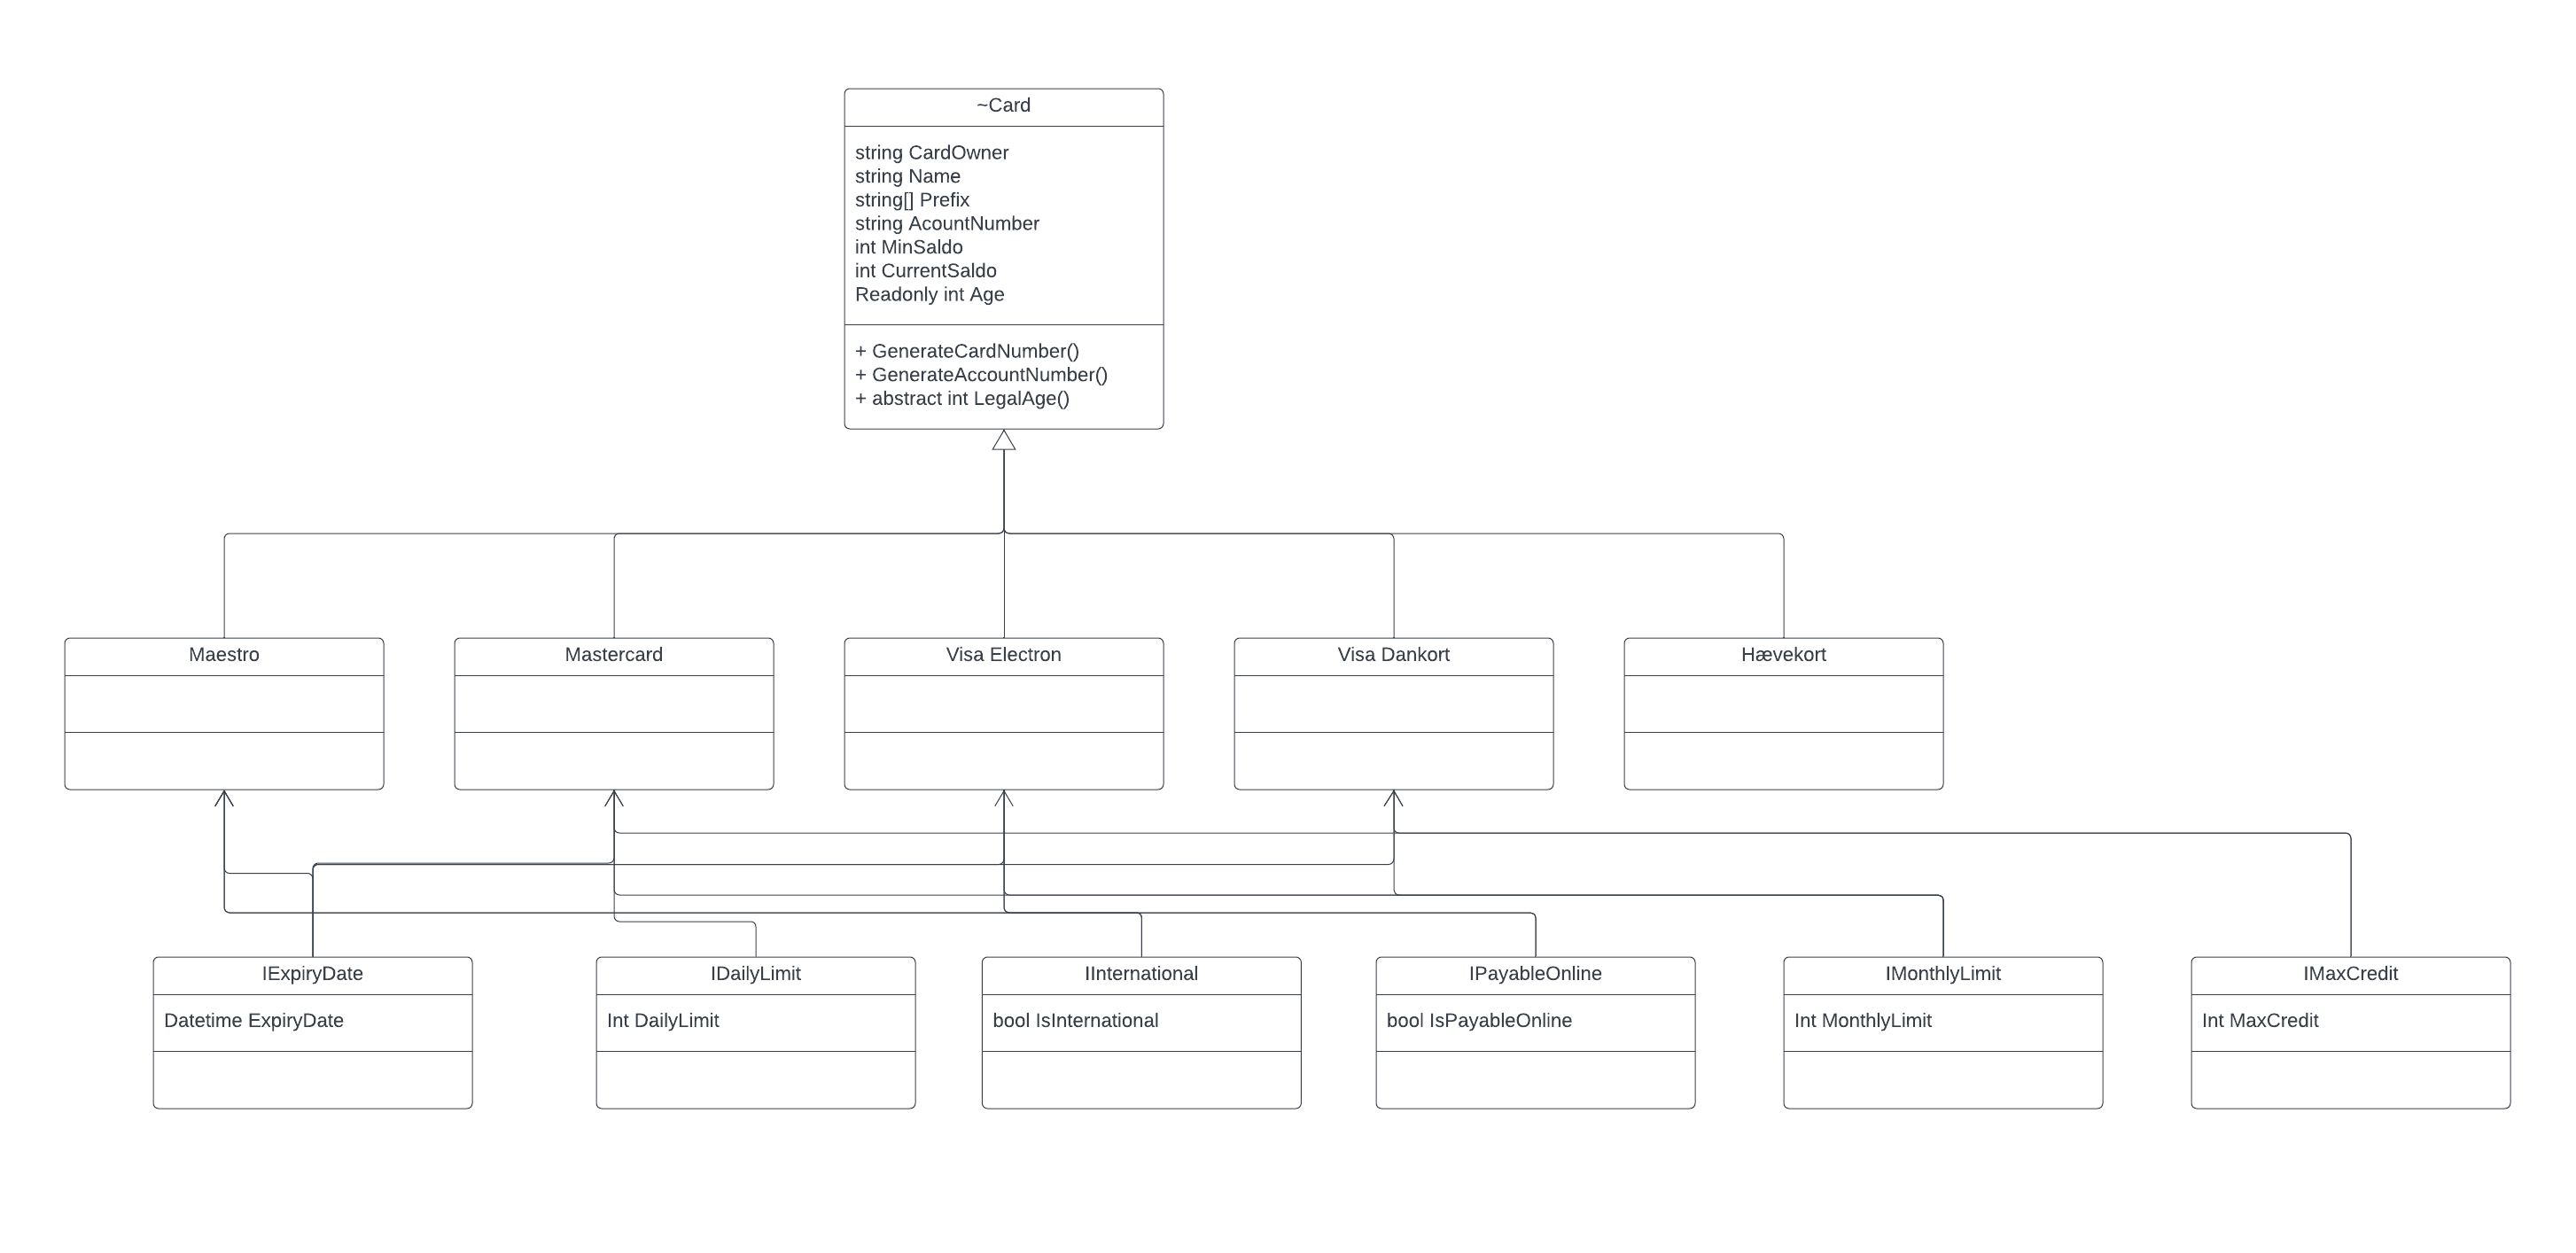 ~Card
string CardOwner
string Name
string[] Prefix
string AcountNumber
int MinSaldo
int CurrentSaldo
Readonly int Age
+ GenerateCardNumber()
+ GenerateAccountNumber()
+ abstract int LegalAge()
Maestro
Mastercard
Visa Electron
Visa Dankort
Hævekort
IExpiryDate
Datetime ExpiryDate
IDailyLimit
Int DailyLimit
IInternational
bool IsInternational
IPayableOnline
bool IsPayableOnline
IMonthlyLimit
Int MonthlyLimit
IMaxCredit
Int MaxCredit